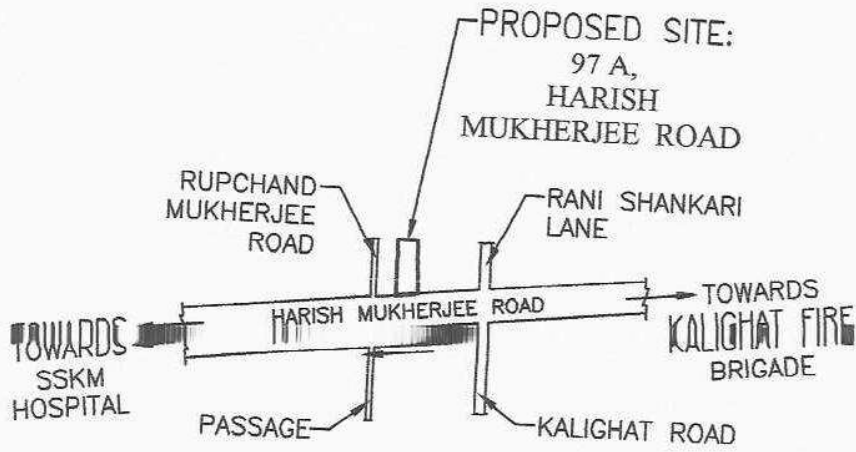 PROPOSED SITE:
97 A,
HARISH
MUKHERJEE ROAD
RUPCHAND
MUKHERJEE
ROAD
RANI SHANKARI
LANE
HARISH MUKHERJEE ROAD
TOWARDS
SSKM
HOSPITAL
TOWARDS
KALIGHAT FIRE
BRIGADE
PASSAGE
KALIGHAT ROAD